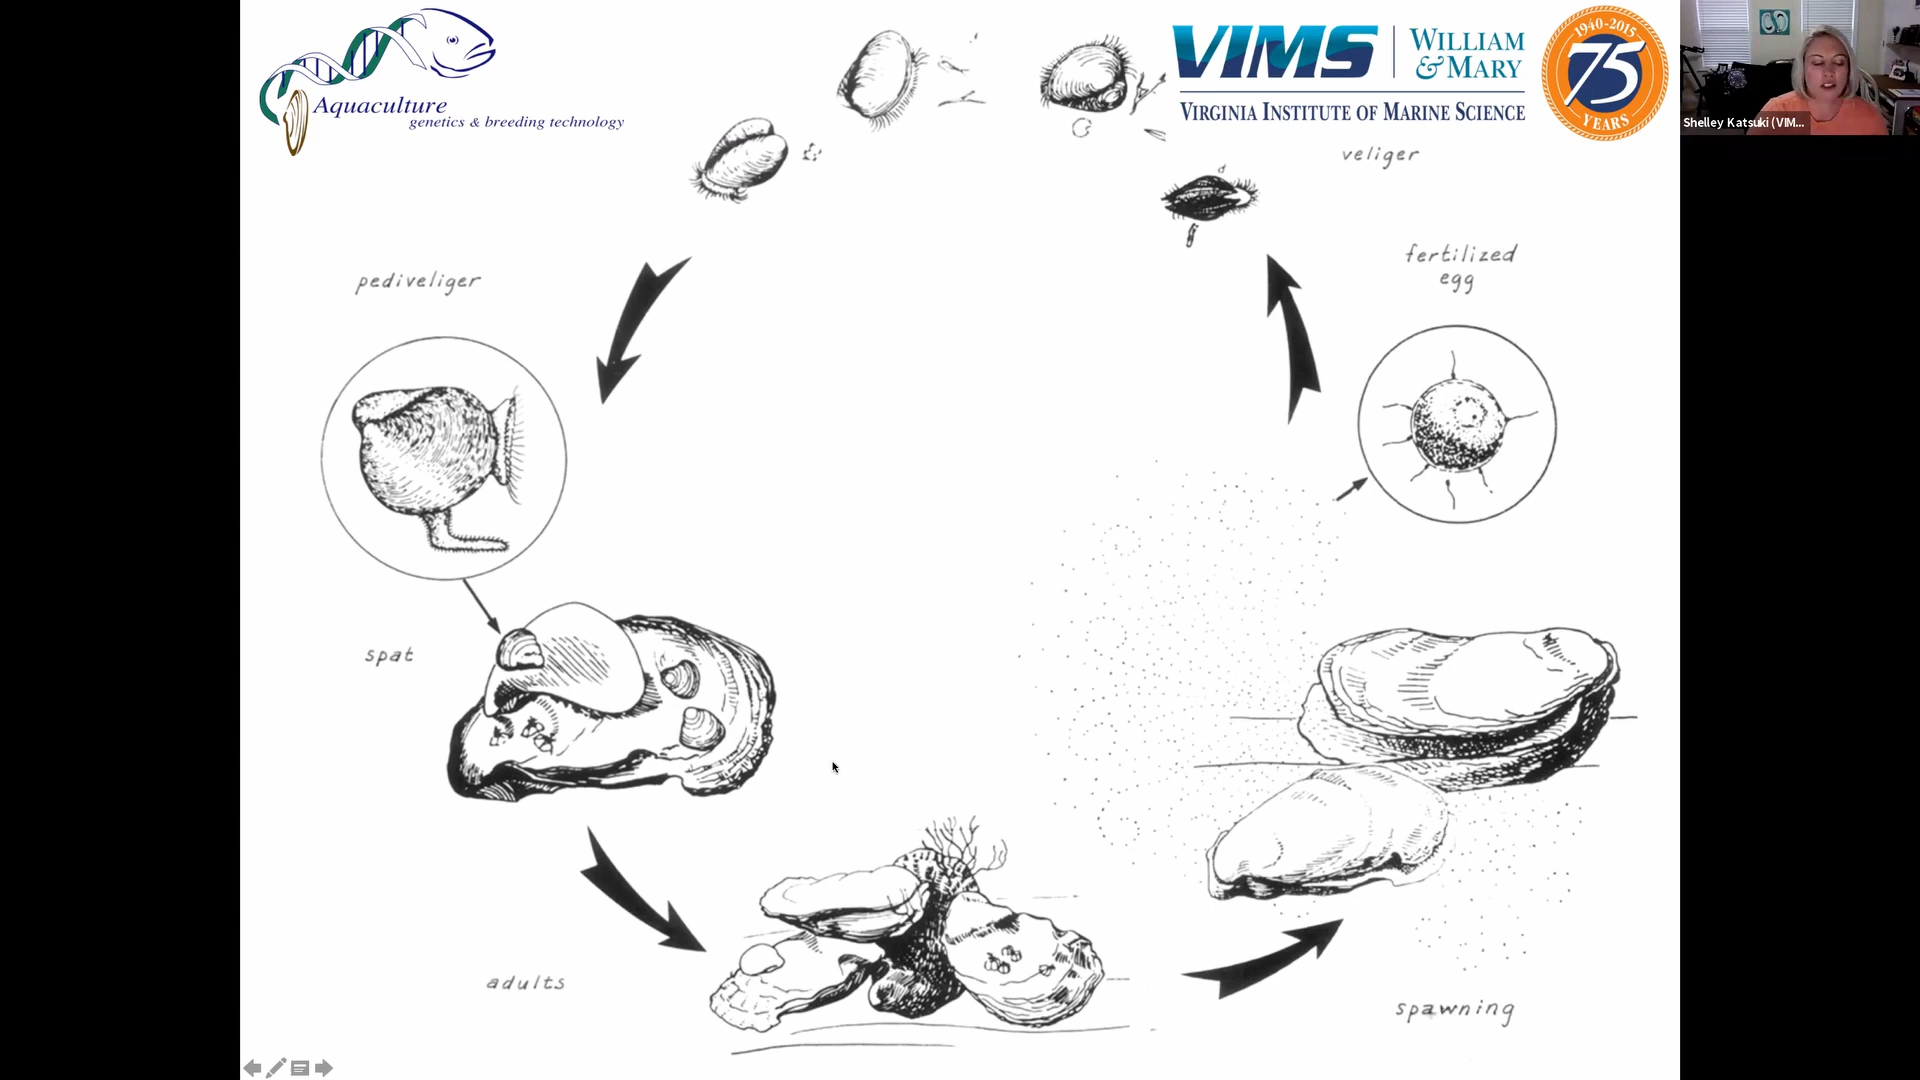 Aquaculture
genetics & breeding technology
VIMS
WILLIAM
& MARY
VIRGINIA INSTITUTE OF MARINE SCIENCE
1940-2015
75
YEARS
Shelley Katsuki (VIM...
veliger
fertilized
egg
pediveliger
spat
adults
spawning